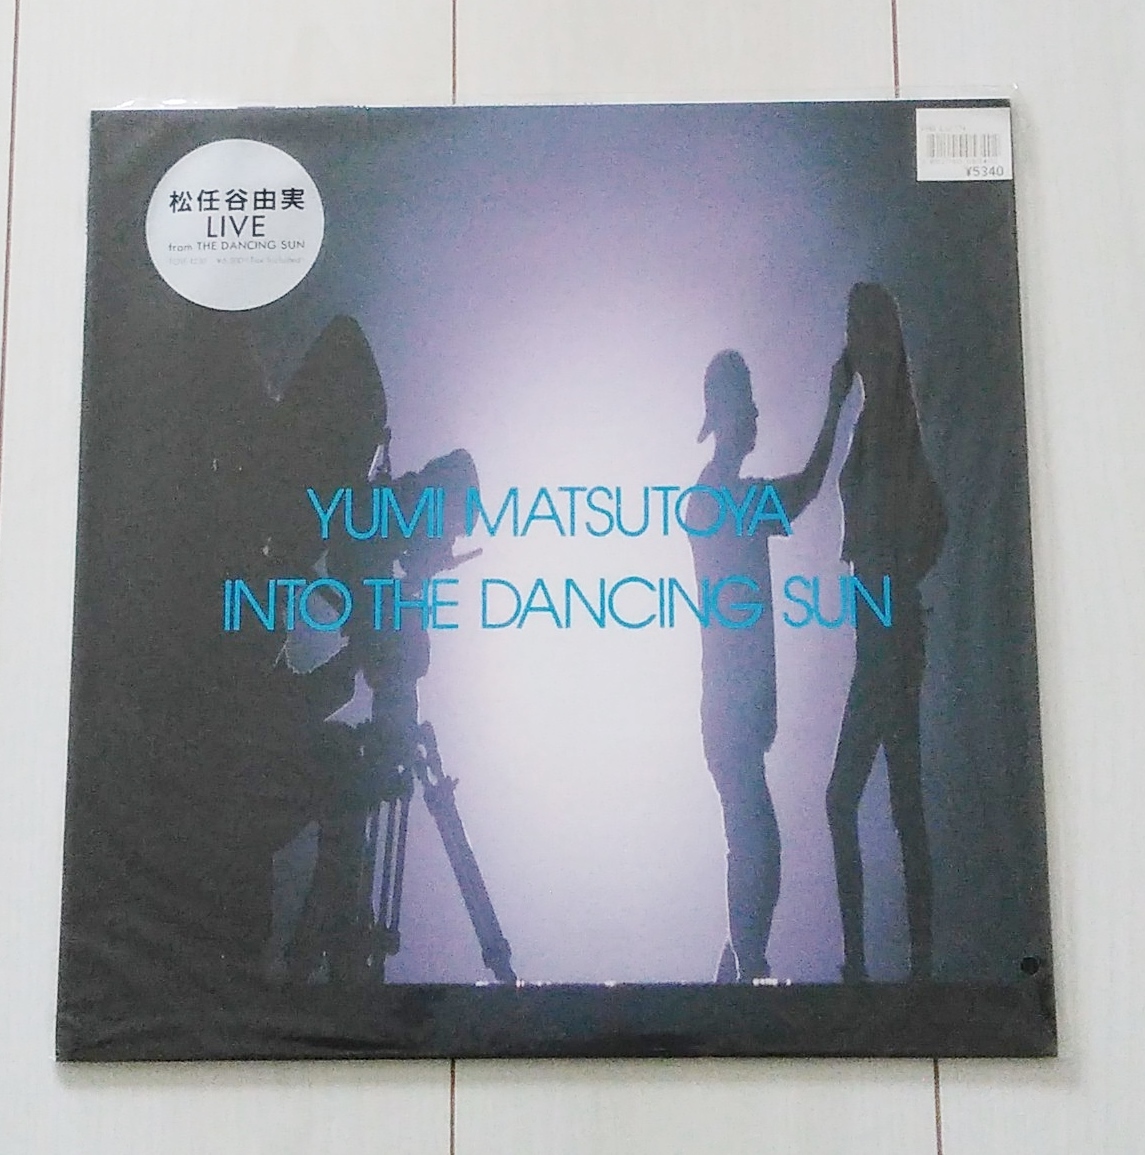 松任谷由実
LIVE
from THE DANCING SUN
¥5340
YUMI MATSUTOYA
INTO THE DANCING SUN